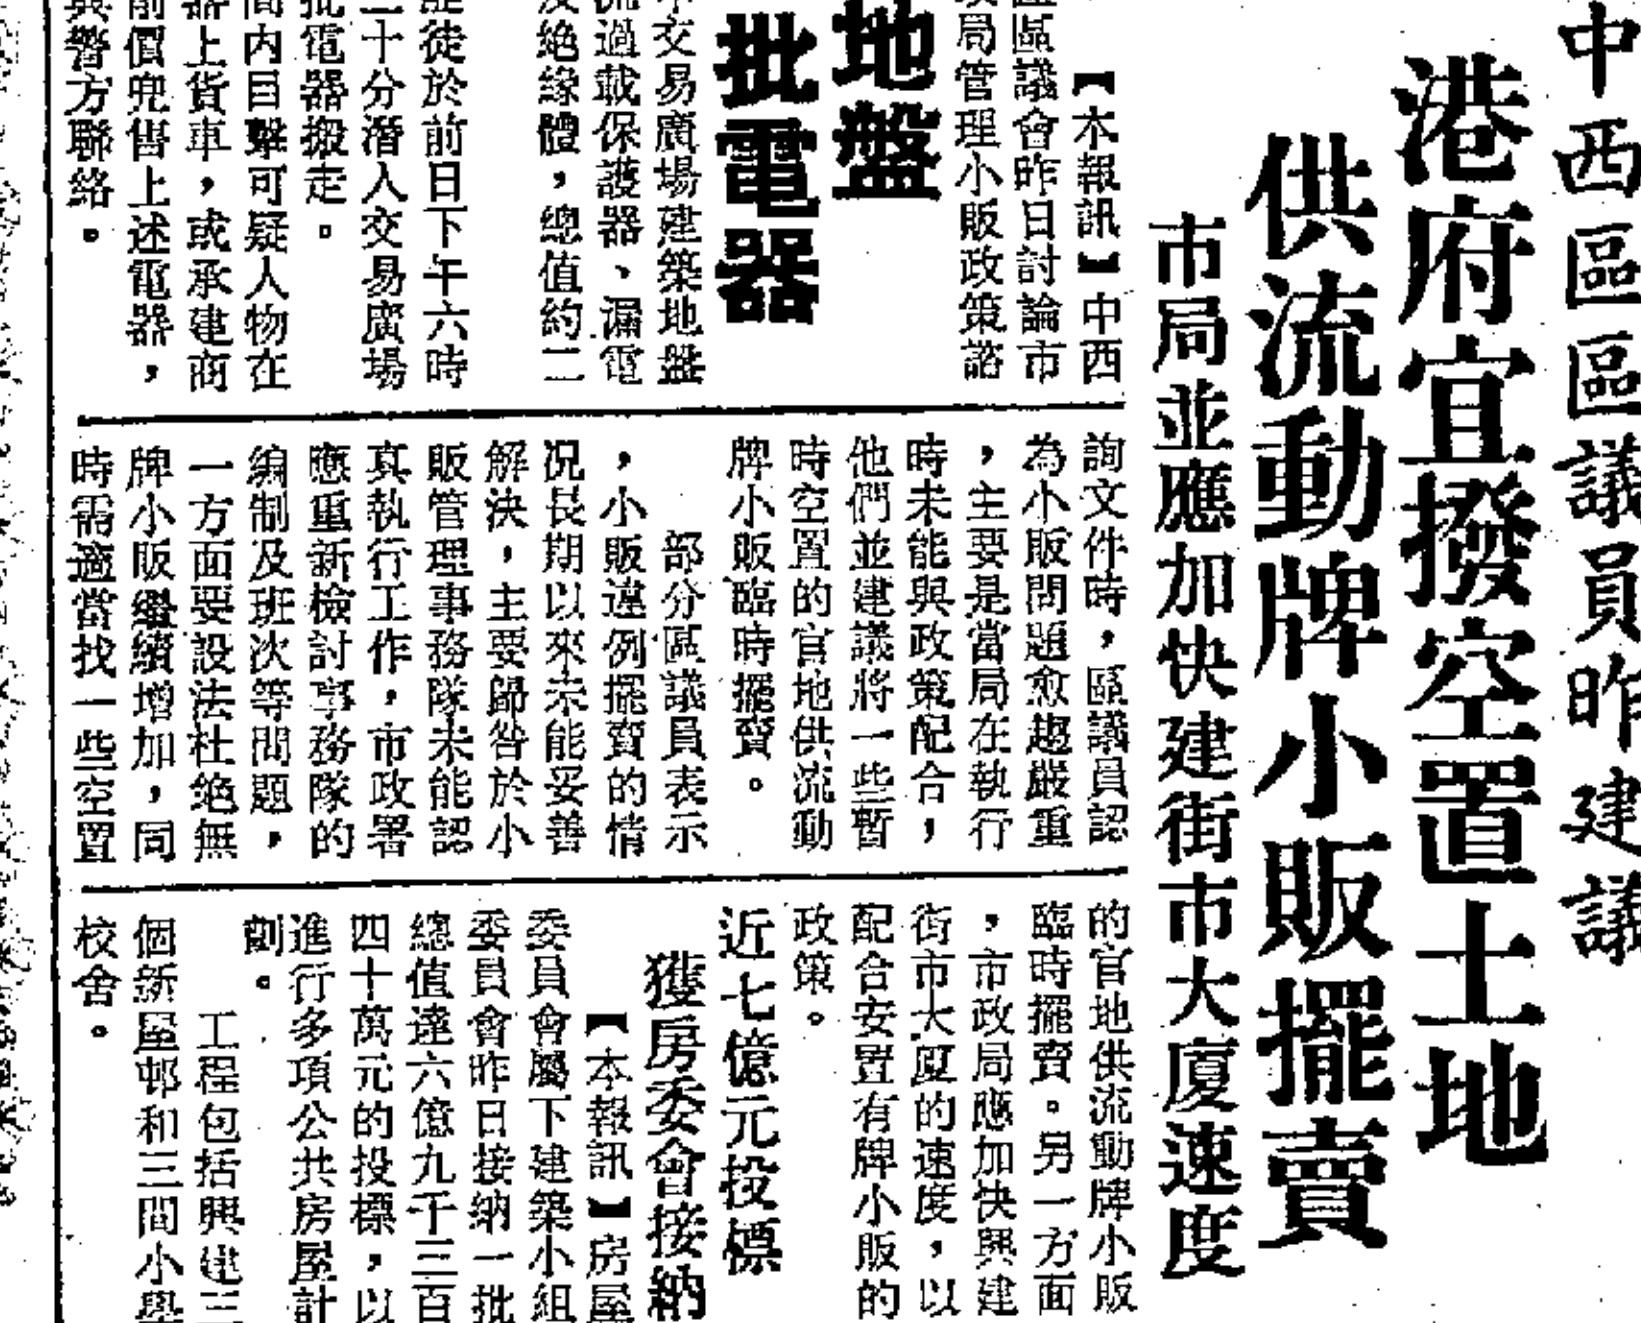 中西區區議員昨建議
港府宜撥空置土地
供流動牌小販擺賣
市局並應加快建街市大廈速度
【本報訊】中西
區區議會昨日討論市
政局管理小販政策諮
詢文件時，區議員認
為小販問題愈趨嚴重
，主要是當局在執行
時未能與政策配合，
他們並建議將一些暫
時空置的官地供流動
牌小販臨時擺賣。
部分區議員表示
，小販違例擺賣的情
況長期以來未能妥善
解決，主要歸咎於小
販管理事務隊未能認
真執行工作，市政署
應重新檢討事務隊的
編制及班次等問題，
一方面要設法杜絕無
牌小販繼續增加，同
時需適當找一些空置
的官地供流動牌小販
臨時擺賣。另一方面
，市政局應加快興建
街市大厦的速度，以
配合安置有牌小販的
政策。
地盤
批電器
交易廣場建築地盤
過載保護器、漏電
絕緣體，總值約二
徒於前日下午六時
十分潛入交易廣場
批電器搬走。
間內目擊可疑人物在
器上貨車，或承建商
前價兜售上述電器，
與警方聯絡。
近七億元投標
獲房委會接納
【本報訊】房屋
委員會屬下建築小組
委員會昨日接納一批
總值達六億九千三百
四十萬元的投標，以
進行多項公共房屋計
劃。
工程包括興建三
個新屋邨和三間小學
校舍。